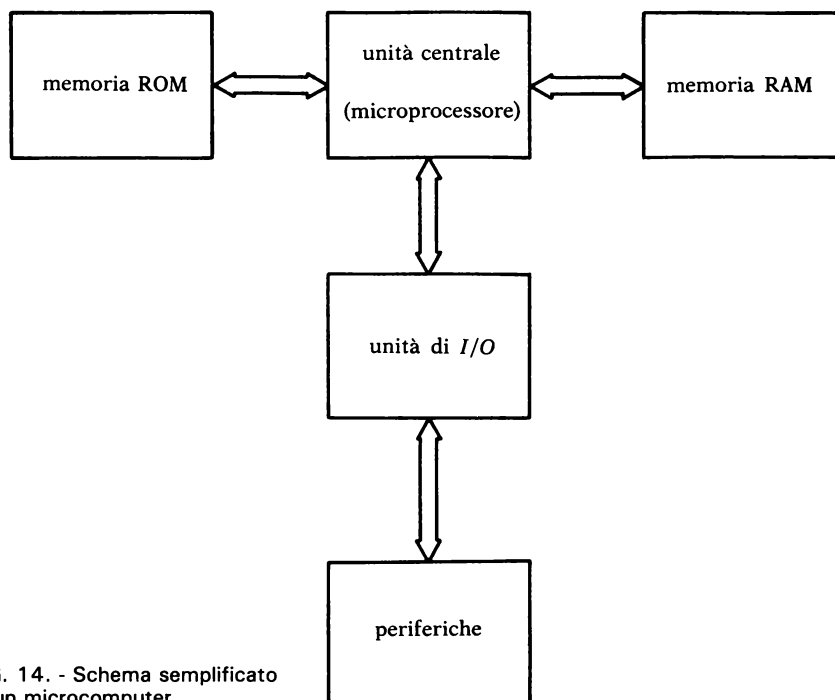 memoria ROM
unità centrale
(microprocessore)
memoria RAM
unità di I/O
periferiche
. 14. - Schema semplificato
un microcomputer